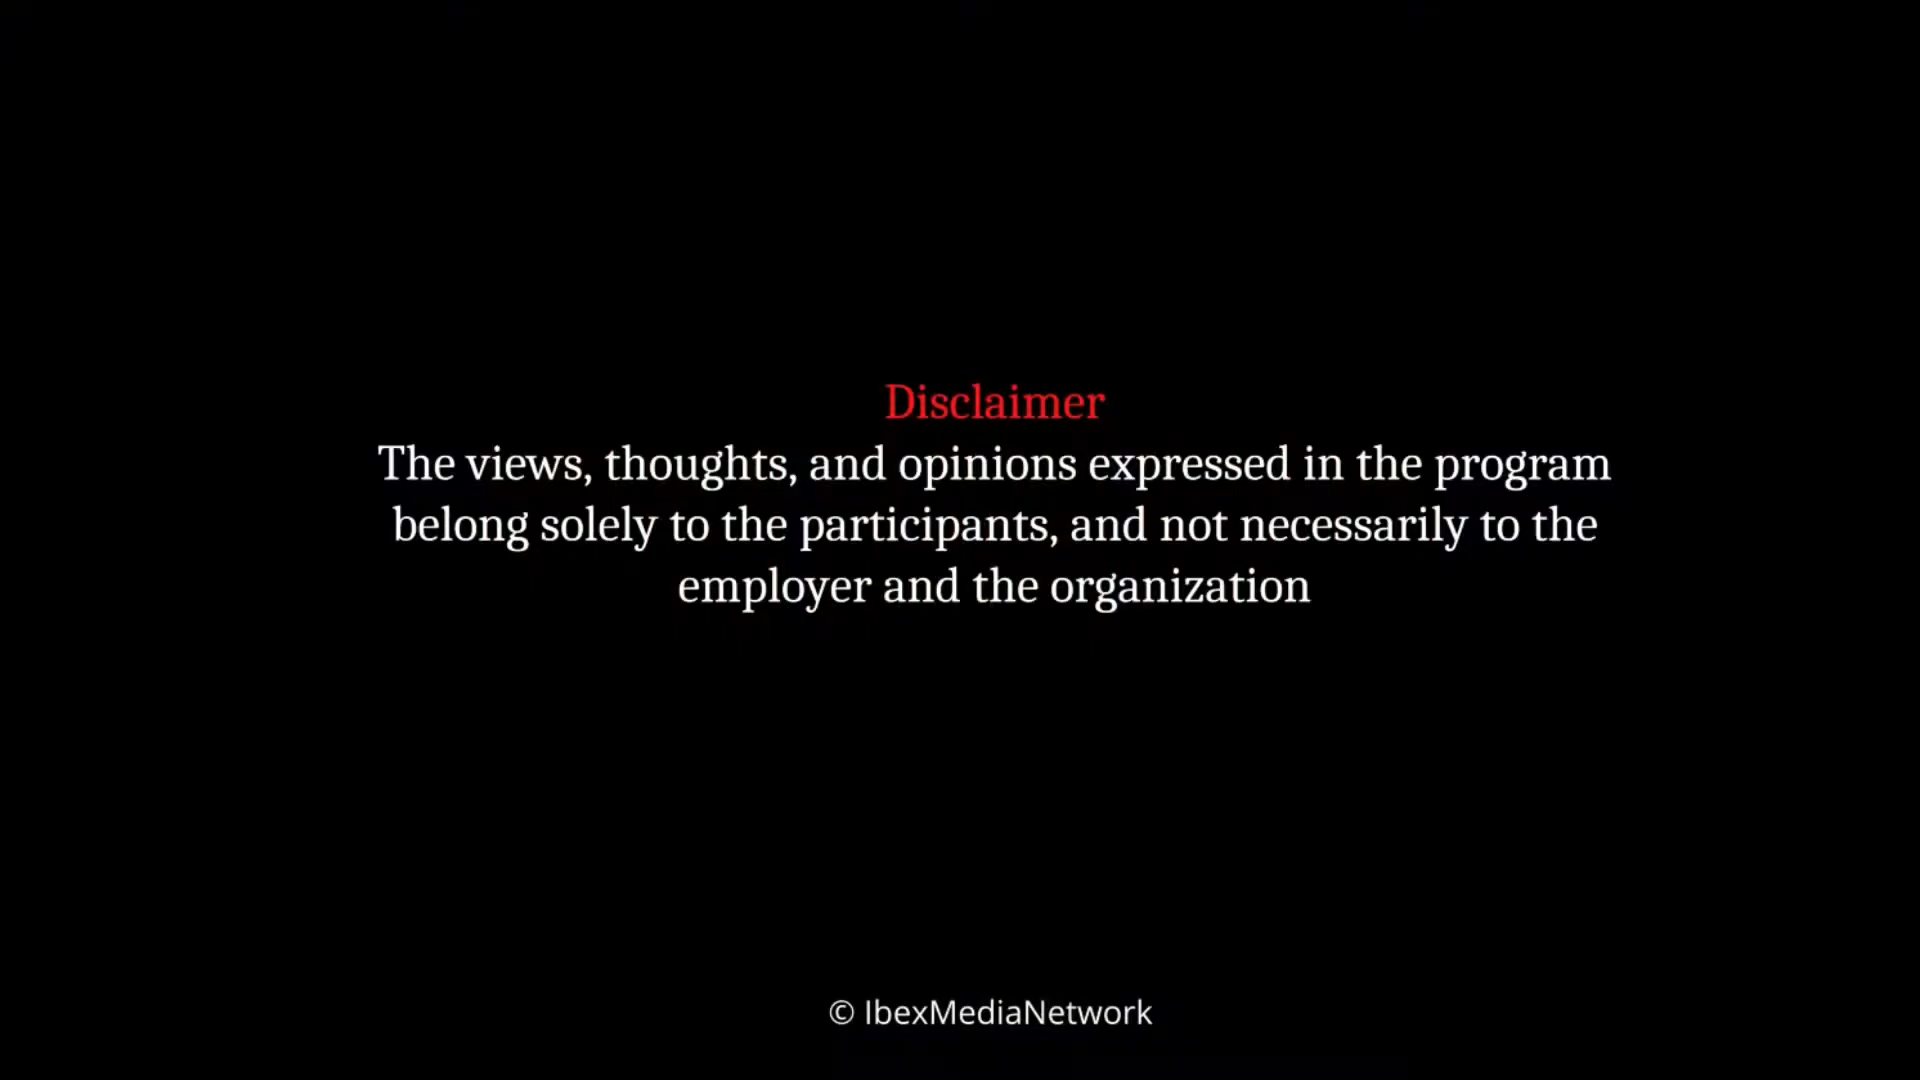 Disclaimer
The views, thoughts, and opinions expressed in the program
belong solely to the participants, and not necessarily to the
employer and the organization
© IbexMediaNetwork